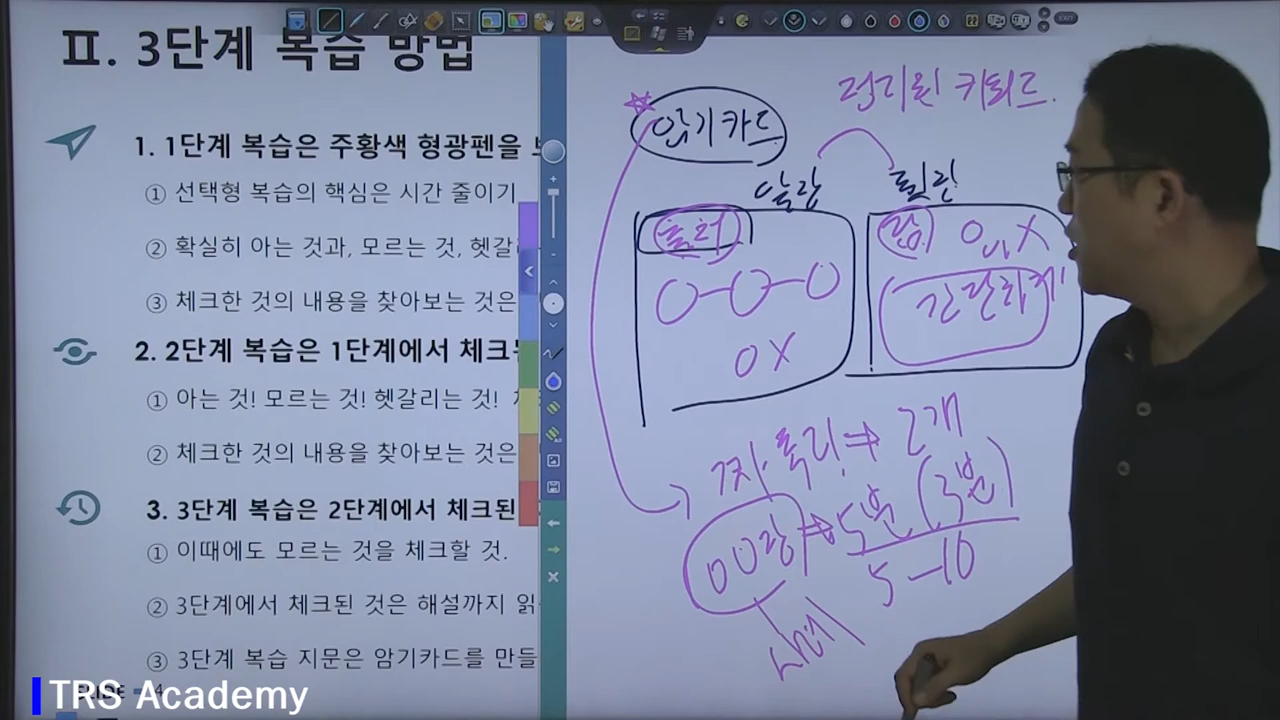 II. 3단계 복습 방법
1. 1단계 복습은 주황색 형광펜을
① 선택형 복습의 핵심은 시간 줄이기
② 확실히 아는 것과, 모르는 것, 헷갈리
③ 체크한 것의 내용을 찾아보는 것은
2. 2단계 복습은 1단계에서 체크
① 아는 것! 모르는 것! 헷갈리는 것!
② 체크한 것의 내용을 찾아보는 것은
3. 3단계 복습은 2단계에서 체크된
① 이때에도 모르는 것을 체크할 것.
② 3단계에서 체크된 것은 해설까지 읽
③ 3단계 복습 지문은 암기카드를 만들
4
TRS Academy
EXIT
암기카드
앞장
뒷면
O-O-O
OX
O, X
간단하게
⇒ 2개
00장 ⇒ 5분 (3분)
5-10